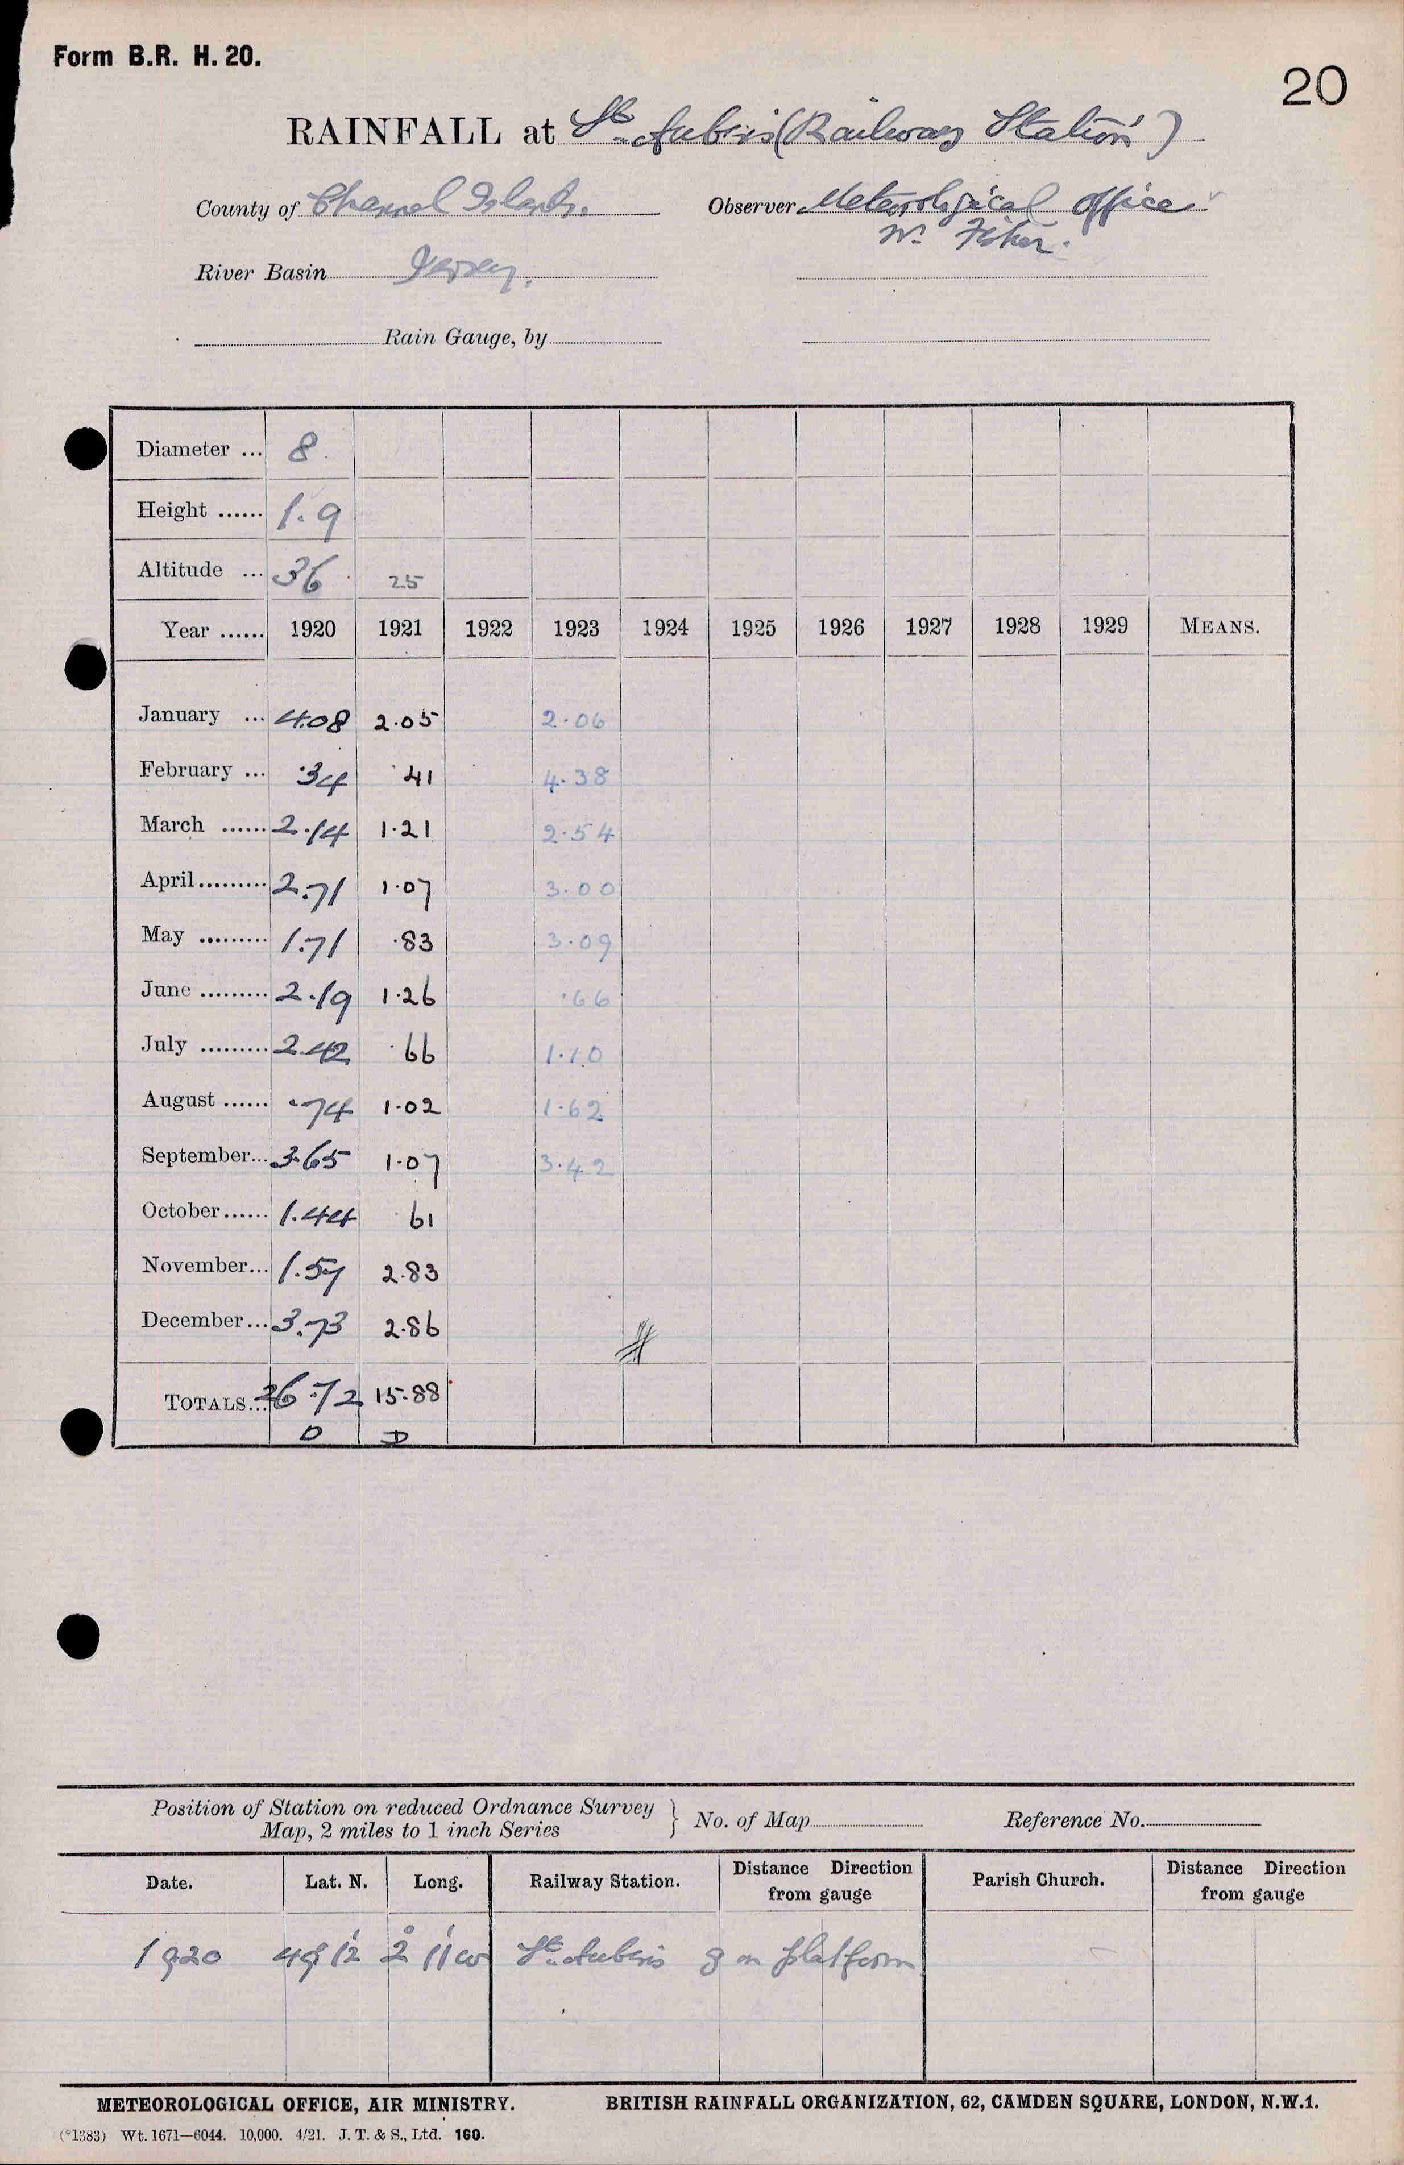 Form B.R. H. 20.
20
RAINFALL at St. Aubins (Railway Station)
County of Channel Islands. Observer Meteorological Office
W. Fisher.
River Basin Jersey.
Rain Gauge, by
Diameter ... 8
Height ...... 1.9
Altitude ... 36 25
Year ...... 1920 1921 1922 1923 1924 1925 1926 1927 1928 1929 MEANS.
January ... 4.08 2.05 2.06
February ... .34 .41 4.38
March ...... 2.14 1.21 2.54
April ......... 2.71 1.07 3.00
May ......... 1.71 .83 3.09
June ......... 2.19 1.26 .66
July ......... 2.42 .66 1.10
August ...... .74 1.02 1.62
September... 3.65 1.07 3.42
October ...... 1.44 61
November... 1.57 2.83
December... 3.73 2.86
TOTALS... 26.72 15.88
D D
Position of Station on reduced Ordnance Survey
Map, 2 miles to 1 inch Series } No. of Map Reference No.
Date. Lat. N. Long. Railway Station. Distance Direction from gauge Parish Church. Distance Direction from gauge
1920 49° 12' 2° 11' W St. Aubins g on platform
METEOROLOGICAL OFFICE, AIR MINISTRY. BRITISH RAINFALL ORGANIZATION, 62, CAMDEN SQUARE, LONDON, N.W.1.
(*1383) Wt. 1671—6044. 10,000. 4/21. J. T. & S., Ltd. 160.